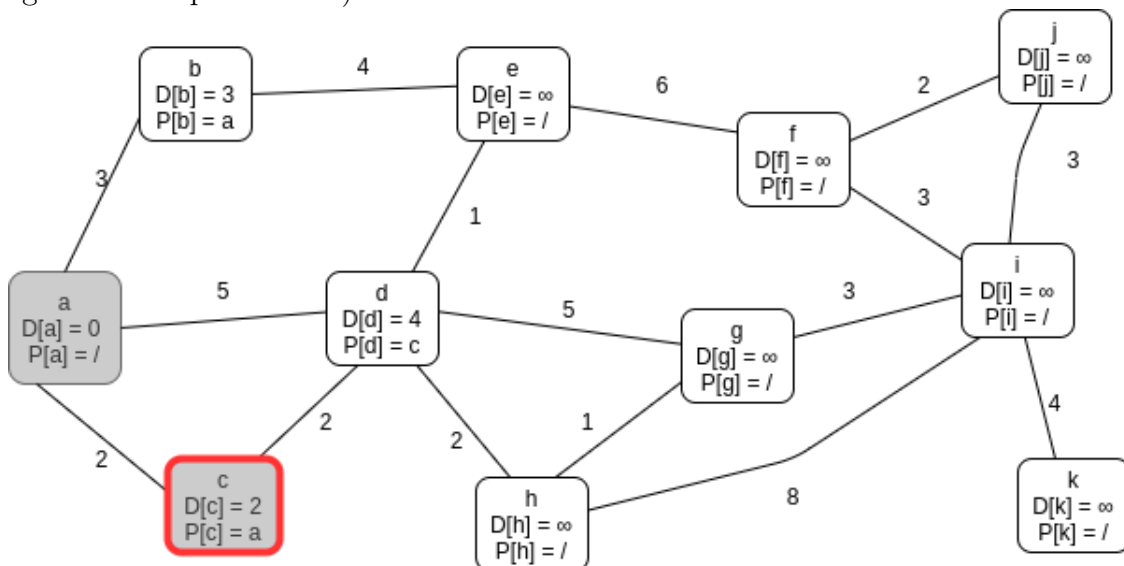 b
D[b] = 3
P[b] = a
4
e
D[e] = ∞
P[e] = /
6
f
D[f] = ∞
P[f] = /
2
j
D[j] = ∞
P[j] = /
3
3
3
1
a
D[a] = 0
P[a] = /
5
d
D[d] = 4
P[d] = c
5
g
D[g] = ∞
P[g] = /
3
i
D[i] = ∞
P[i] = /
2
c
D[c] = 2
P[c] = a
2
2
h
D[h] = ∞
P[h] = /
1
8
4
k
D[k] = ∞
P[k] = /